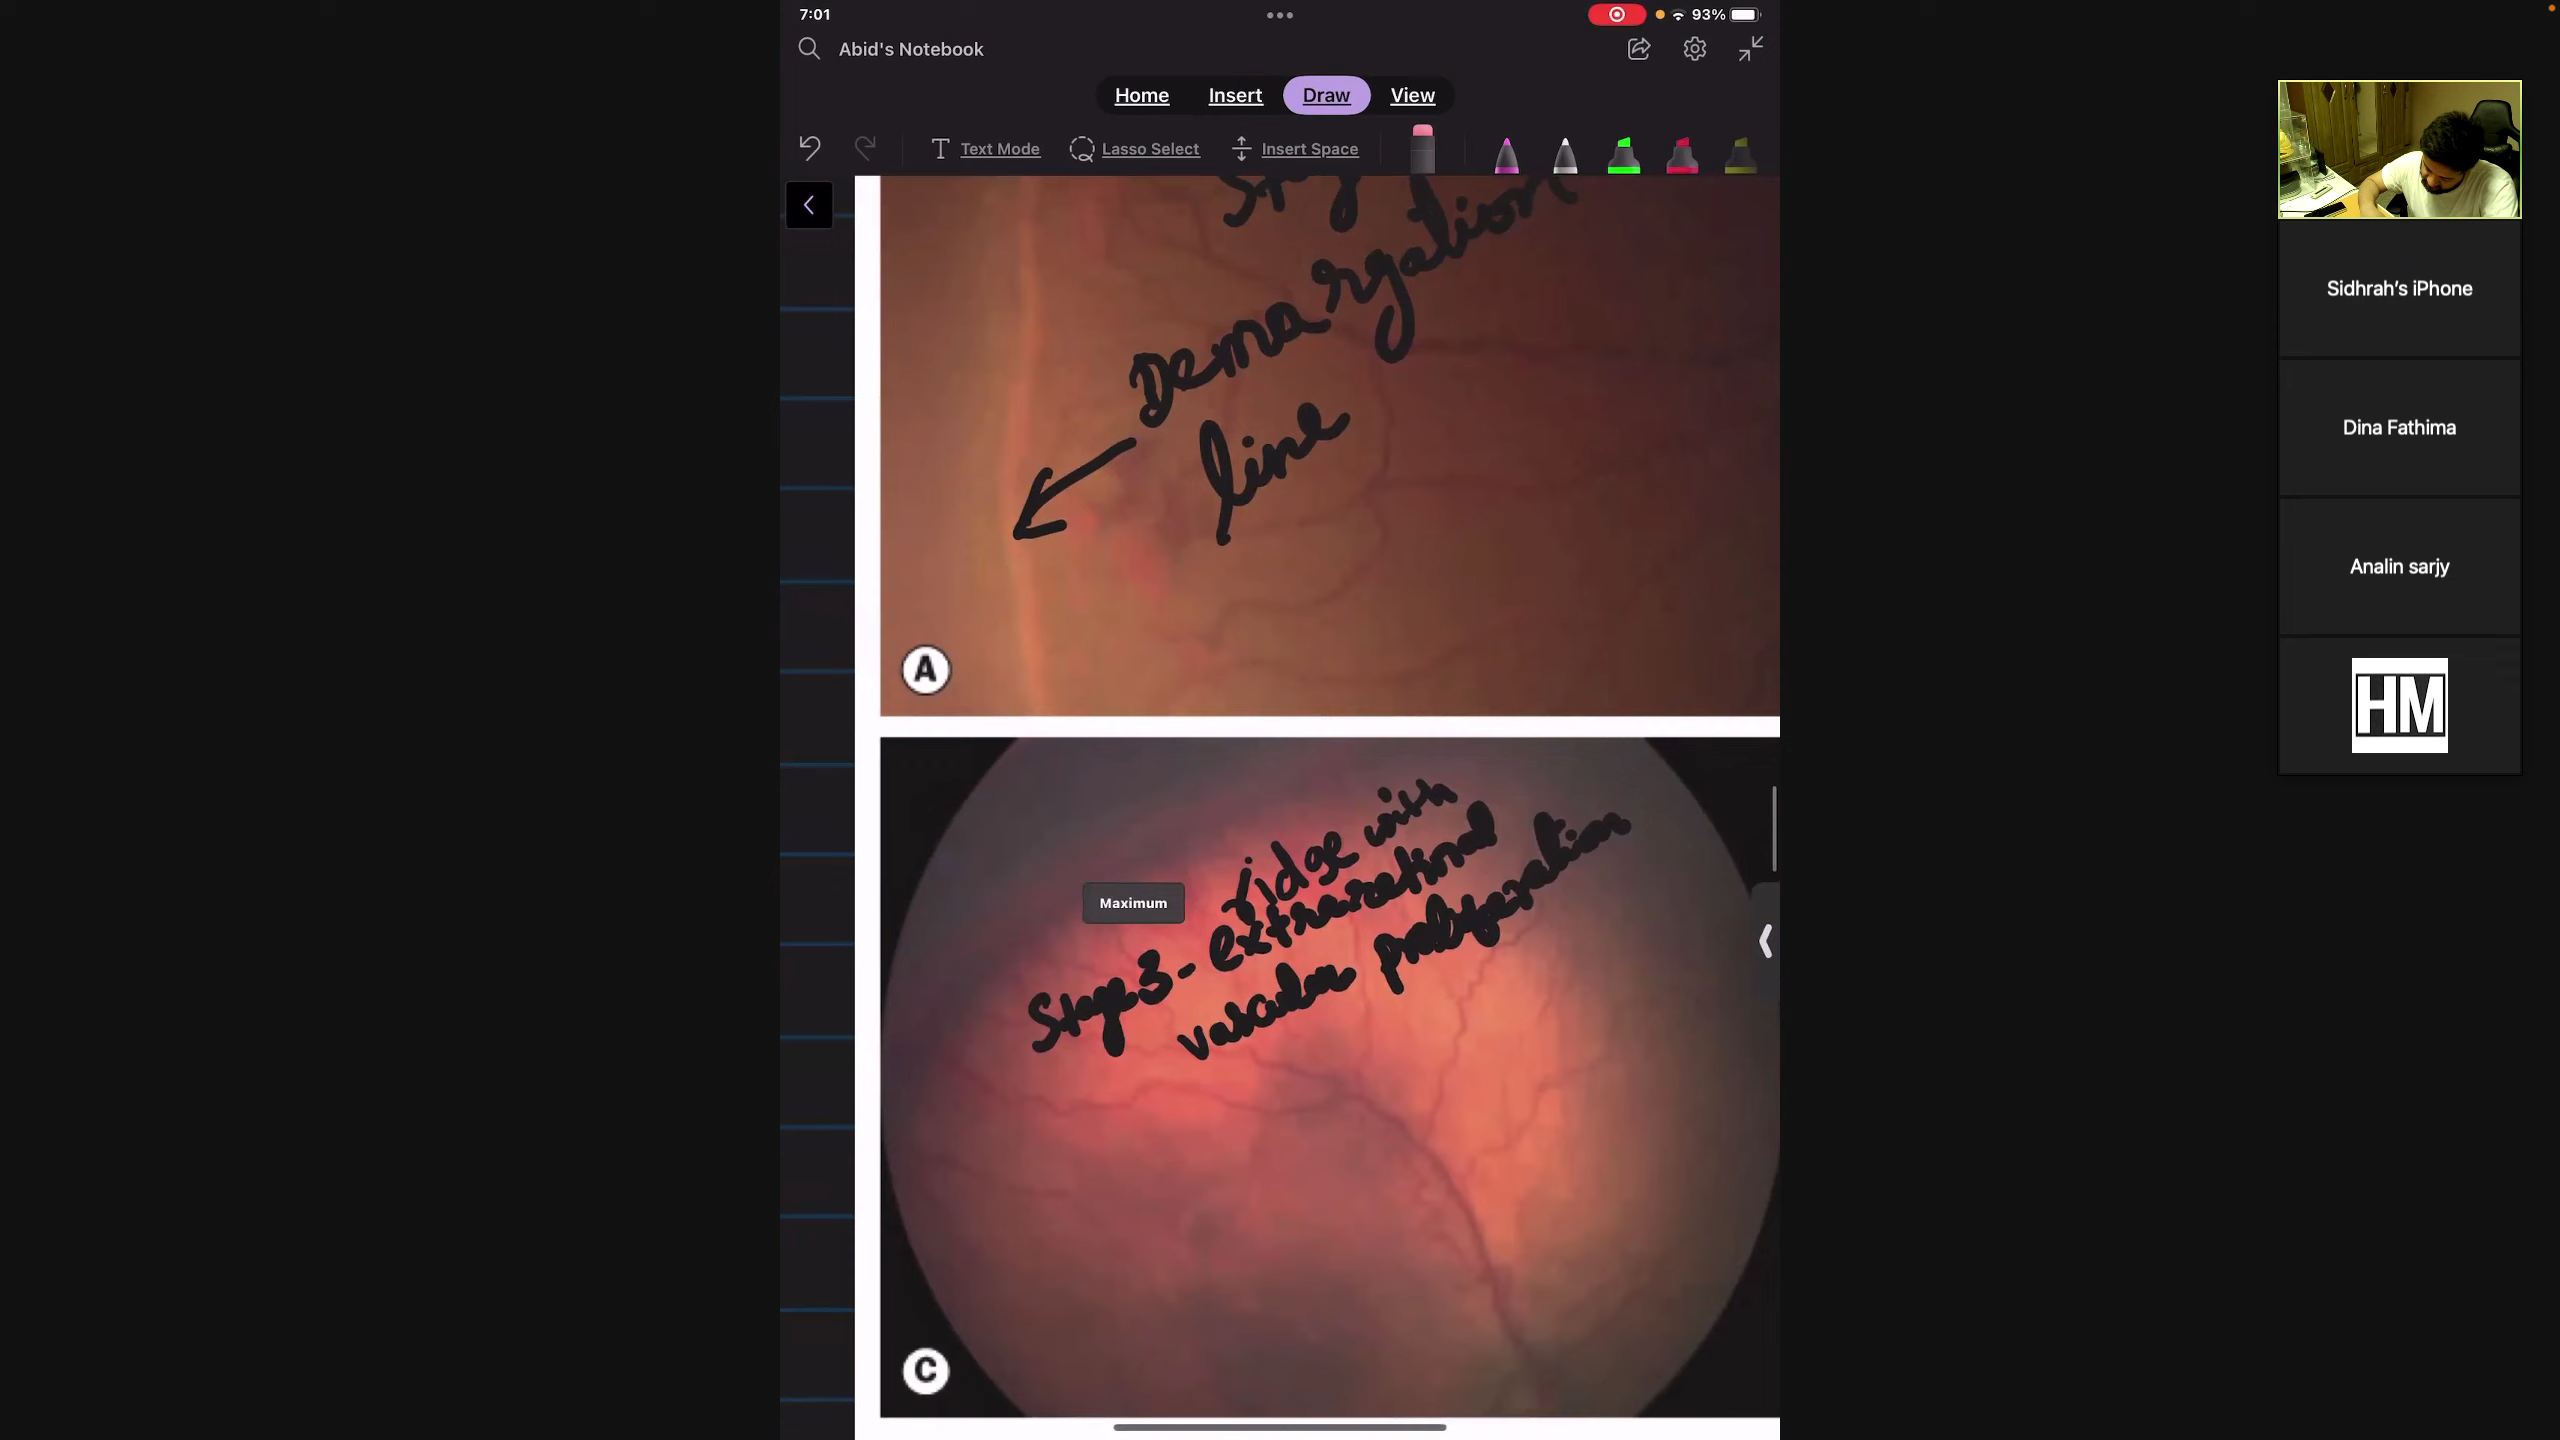 7:01
93%
Abid's Notebook
Home Insert Draw View
Text Mode Lasso Select Insert Space
Demargation
line
A
Maximum
ridge with
Stage 3 - extraretinal
vascular proliferation
C
Sidhrah's iPhone
Dina Fathima
Analin sarjy
HM